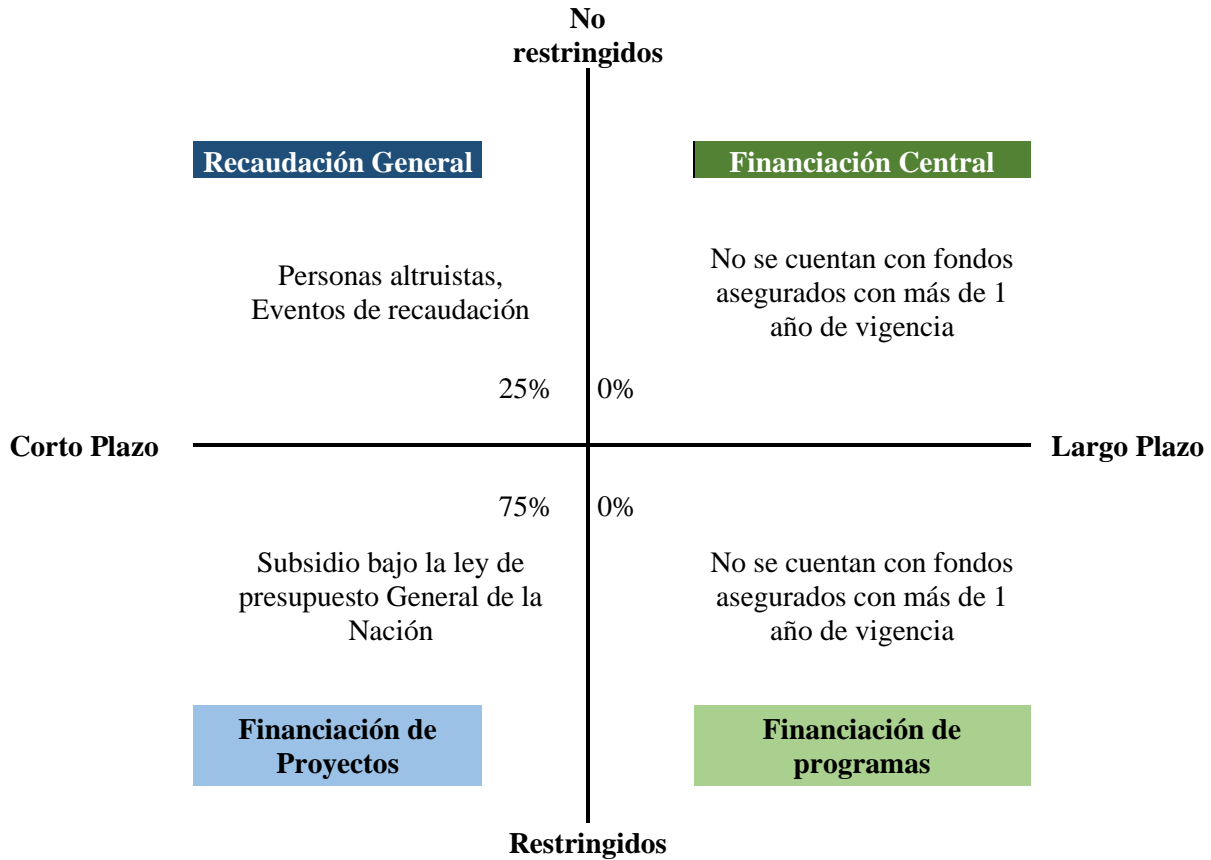 No
restringidos
Recaudación General
Financiación Central
Personas altruistas,
Eventos de recaudación
No se cuentan con fondos
asegurados con más de 1
año de vigencia
25%
0%
Corto Plazo
Largo Plazo
75%
0%
Subsidio bajo la ley de
presupuesto General de la
Nación
No se cuentan con fondos
asegurados con más de 1
año de vigencia
Financiación de
Proyectos
Financiación de
programas
Restringidos